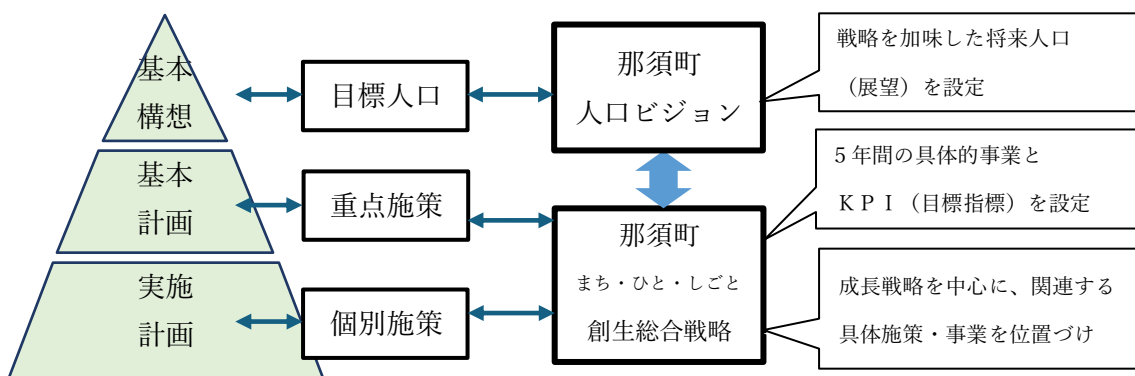 基本
構想
目標人口
那須町
人口ビジョン
戦略を加味した将来人口
（展望）を設定
基本
計画
重点施策
５年間の具体的事業と
ＫＰＩ（目標指標）を設定
実施
計画
個別施策
那須町
まち・ひと・しごと
創生総合戦略
成長戦略を中心に、関連する
具体施策・事業を位置づけ